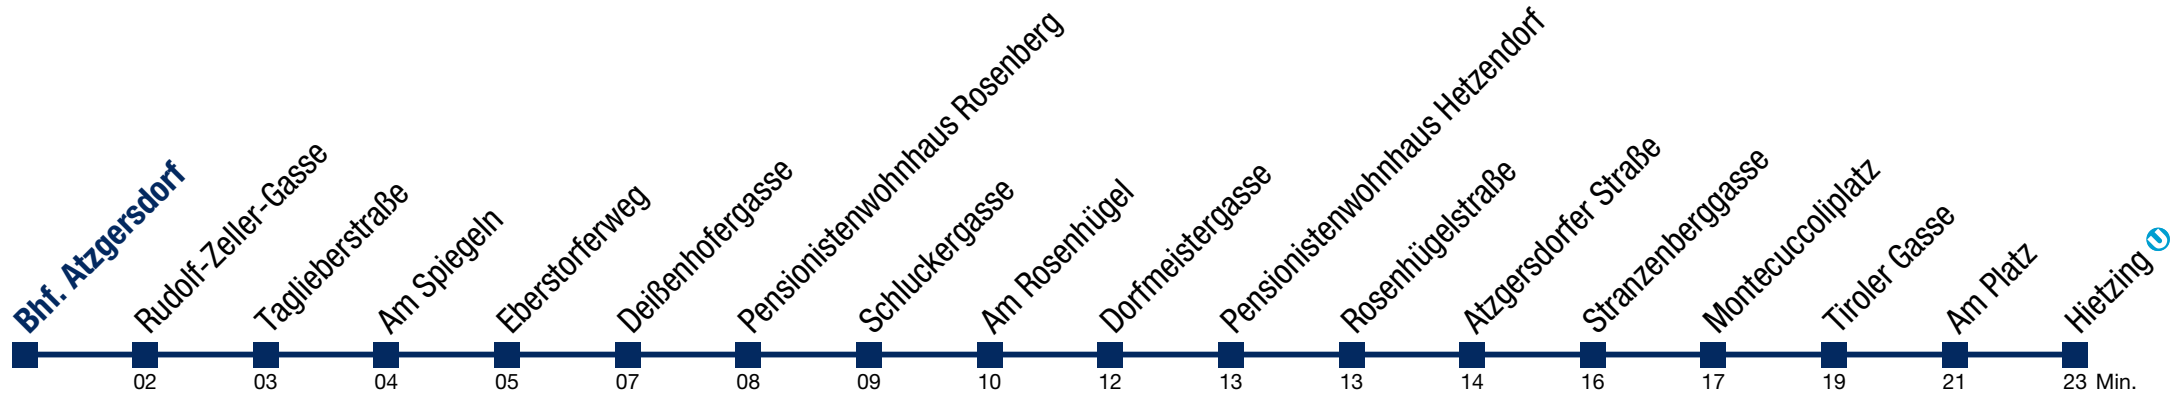 Bhf. Atzgersdorf
Rudolf-Zeller-Gasse
Taglieberstraße
Am Spiegeln
Eberstorferweg
Deißenhofergasse
Pensionistenwohnhaus Rosenberg
Schluckergasse
Am Rosenhügel
Dorfmeistergasse
Pensionistenwohnhaus Hetzendorf
Rosenhügelstraße
Atzgersdorfer Straße
Stranzenberggasse
Montecuccoliplatz
Tiroler Gasse
Am Platz
Hietzing U
02 03 04 05 07 08 09 10 12 13 13 14 16 17 19 21 23 Min.